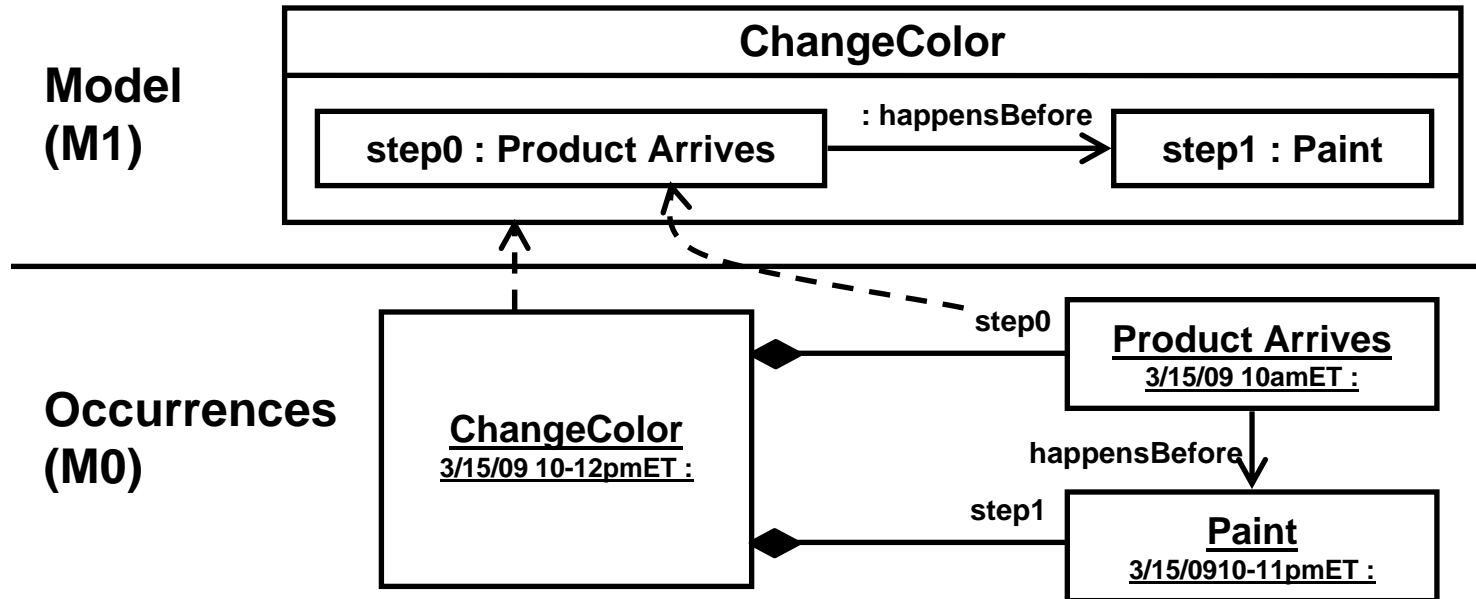 ChangeColor
Model
(M1)
: happensBefore
step0 : Product Arrives
step1 : Paint
Occurrences
(M0)
ChangeColor
3/15/09 10-12pmET :
step0
Product Arrives
3/15/09 10amET :
happensBefore
step1
Paint
3/15/0910-11pmET :